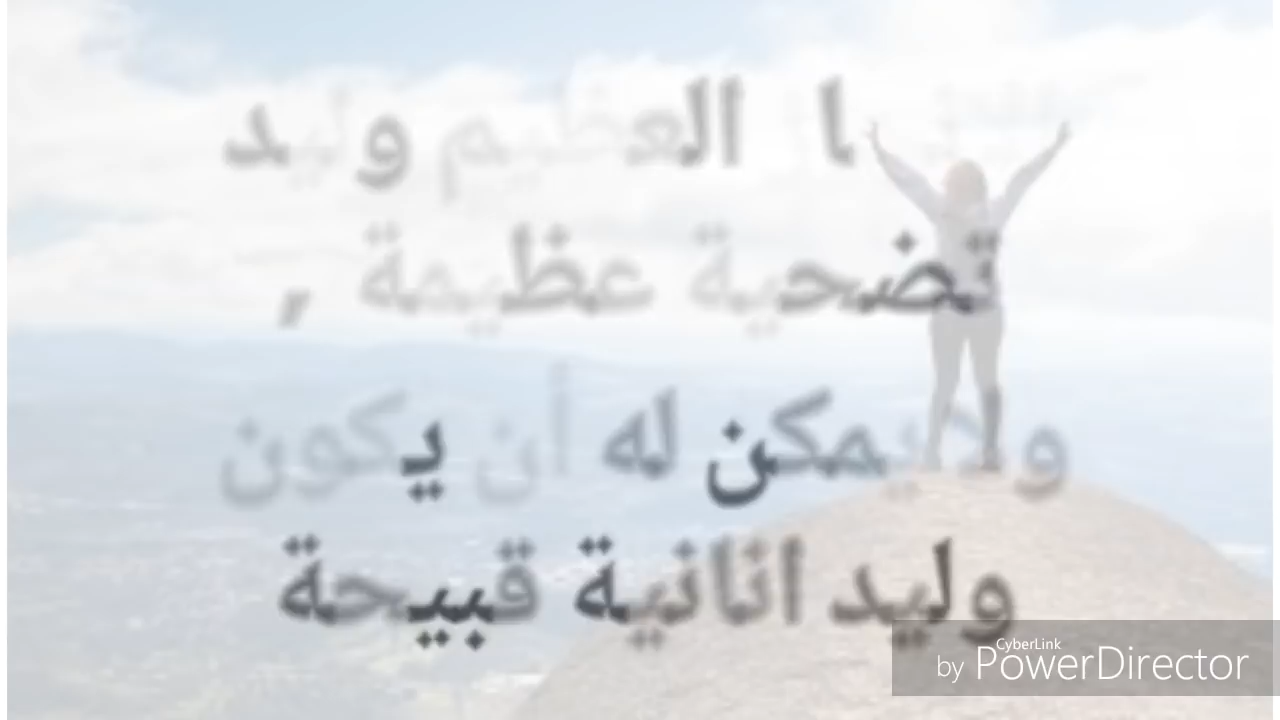 العظيم وليد
تضحية عظيمة ,
ولا يمكن له أن يكون
وليد انانية قبيحة
CyberLink
by PowerDirector